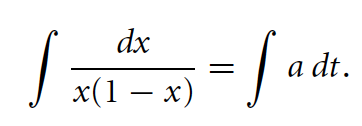 ∫ dx / x(1 − x) = ∫ a dt.